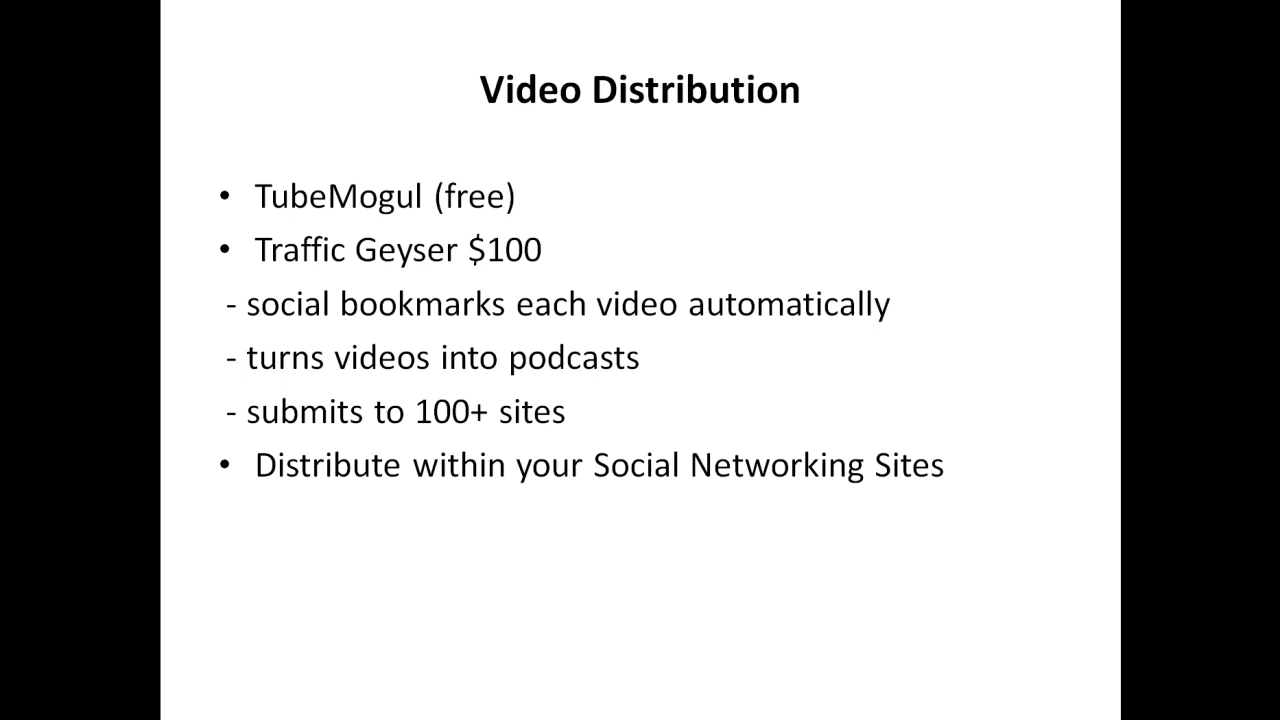 Video Distribution
• TubeMogul (free)
• Traffic Geyser $100
- social bookmarks each video automatically
- turns videos into podcasts
- submits to 100+ sites
• Distribute within your Social Networking Sites